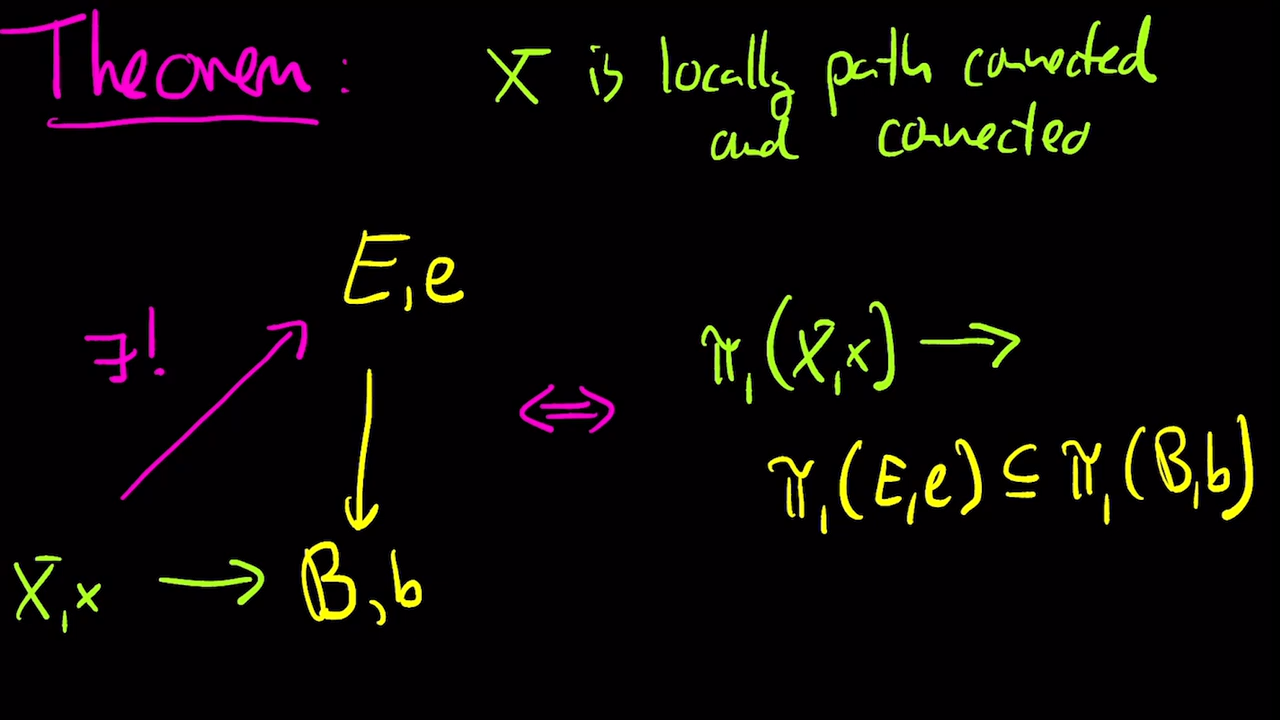 Theorem: X is locally path connected
and connected
E,e
∃!
π₁(X,x) →
⇔
π₁(E,e) ⊆ π₁(B,b)
X,x → B,b